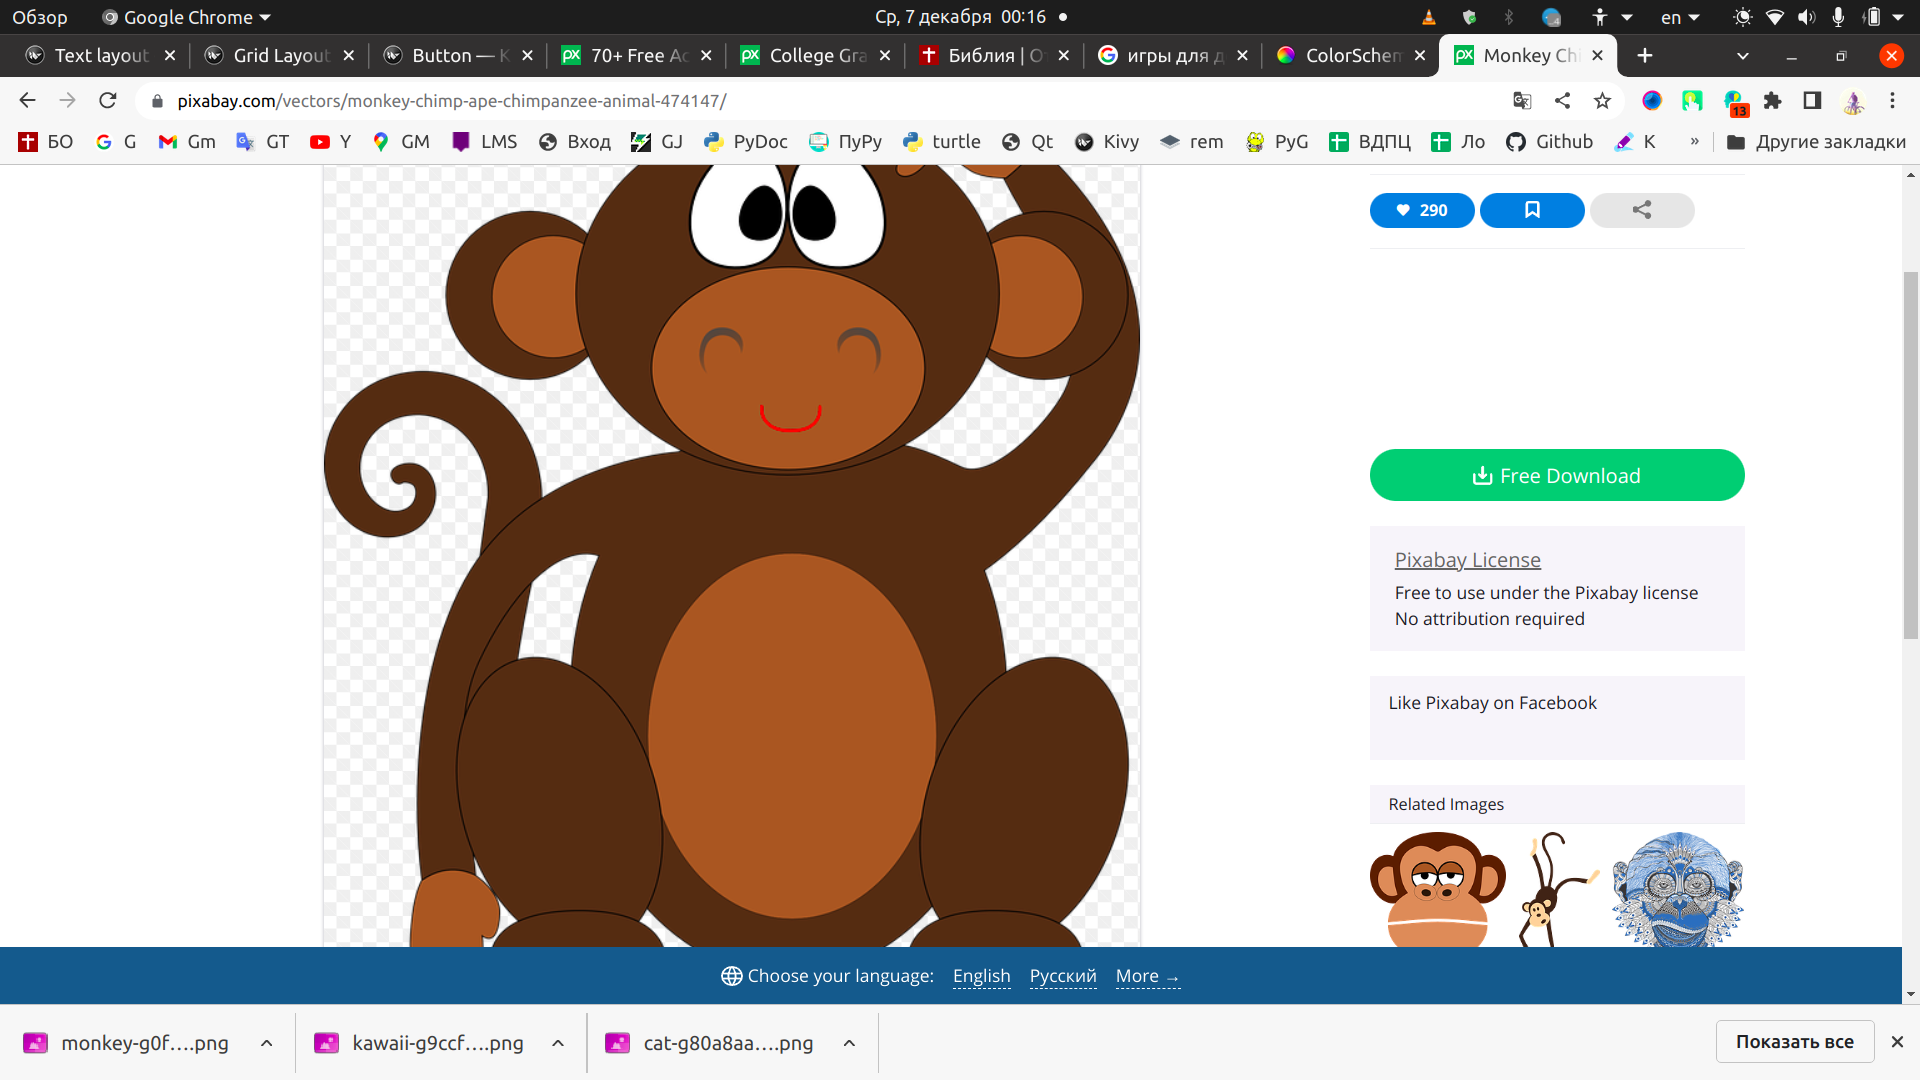 Обзор Google Chrome Ср, 7 декабря 00:16 en
Text layout Grid Layout Button — K 70+ Free Ac College Gra Библия | О игры для д ColorSchem Monkey Chi
pixabay.com/vectors/monkey-chimp-ape-chimpanzee-animal-474147/ 13
БО G Gm GT Y GM LMS Вход GJ PyDoc ПуРу turtle Qt Kivy rem PyG ВДПЦ Ло Github К » Другие закладки
290
Free Download
Pixabay License
Free to use under the Pixabay license
No attribution required
Like Pixabay on Facebook
Related Images
Choose your language: English Русский More →
monkey-g0f....png kawaii-g9ccf....png cat-g80a8aa....png Показать все